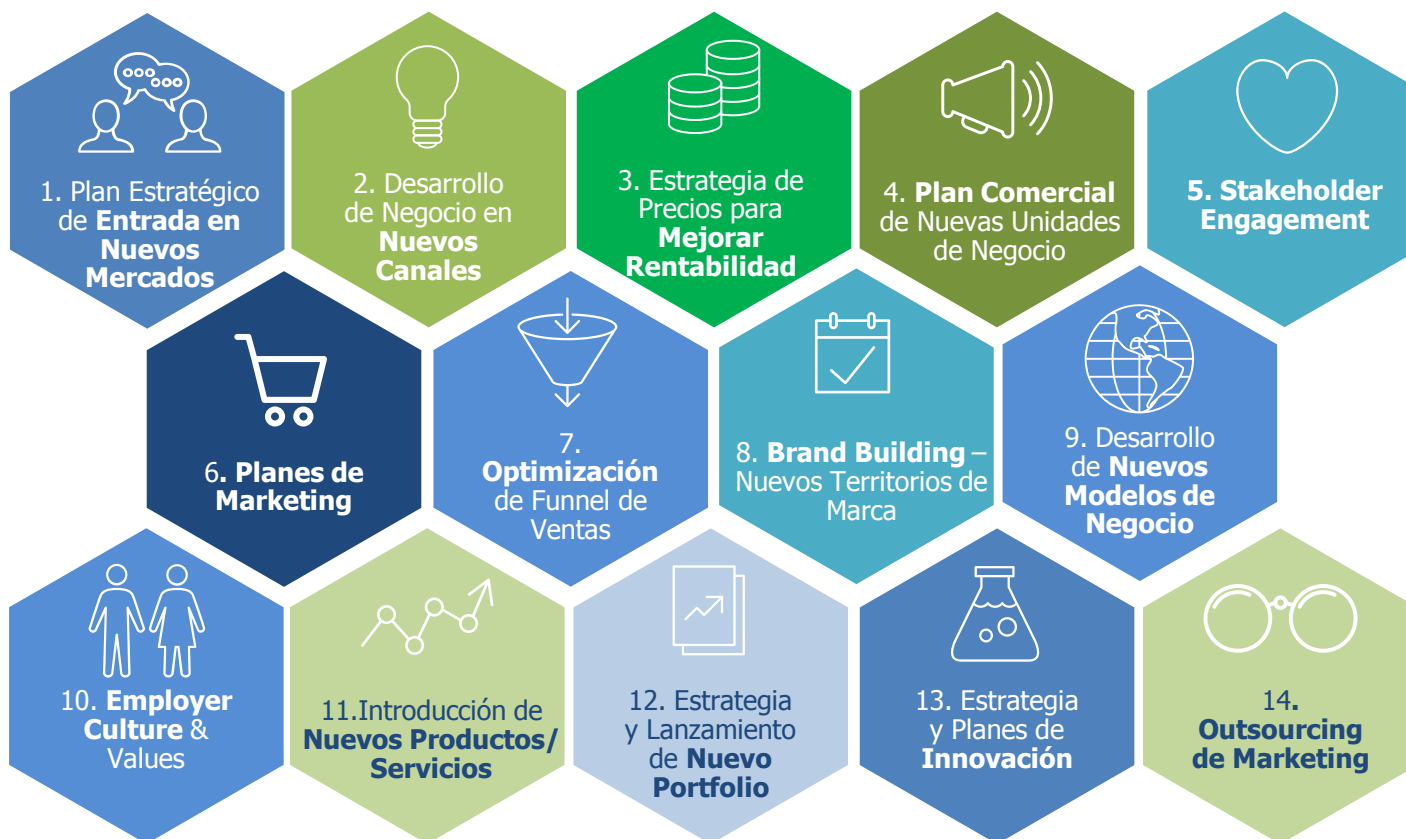 1. Plan Estratégico
de Entrada en
Nuevos
Mercados
2. Desarrollo
de Negocio en
Nuevos
Canales
3. Estrategia de
Precios para
Mejorar
Rentabilidad
4. Plan Comercial
de Nuevas Unidades
de Negocio
5. Stakeholder
Engagement
6. Planes de
Marketing
7.
Optimización
de Funnel de
Ventas
8. Brand Building –
Nuevos Territorios de
Marca
9. Desarrollo
de Nuevos
Modelos de
Negocio
10. Employer
Culture &
Values
11.Introducción de
Nuevos Productos/
Servicios
12. Estrategia
y Lanzamiento
de Nuevo
Portfolio
13. Estrategia
y Planes de
Innovación
14.
Outsourcing
de Marketing